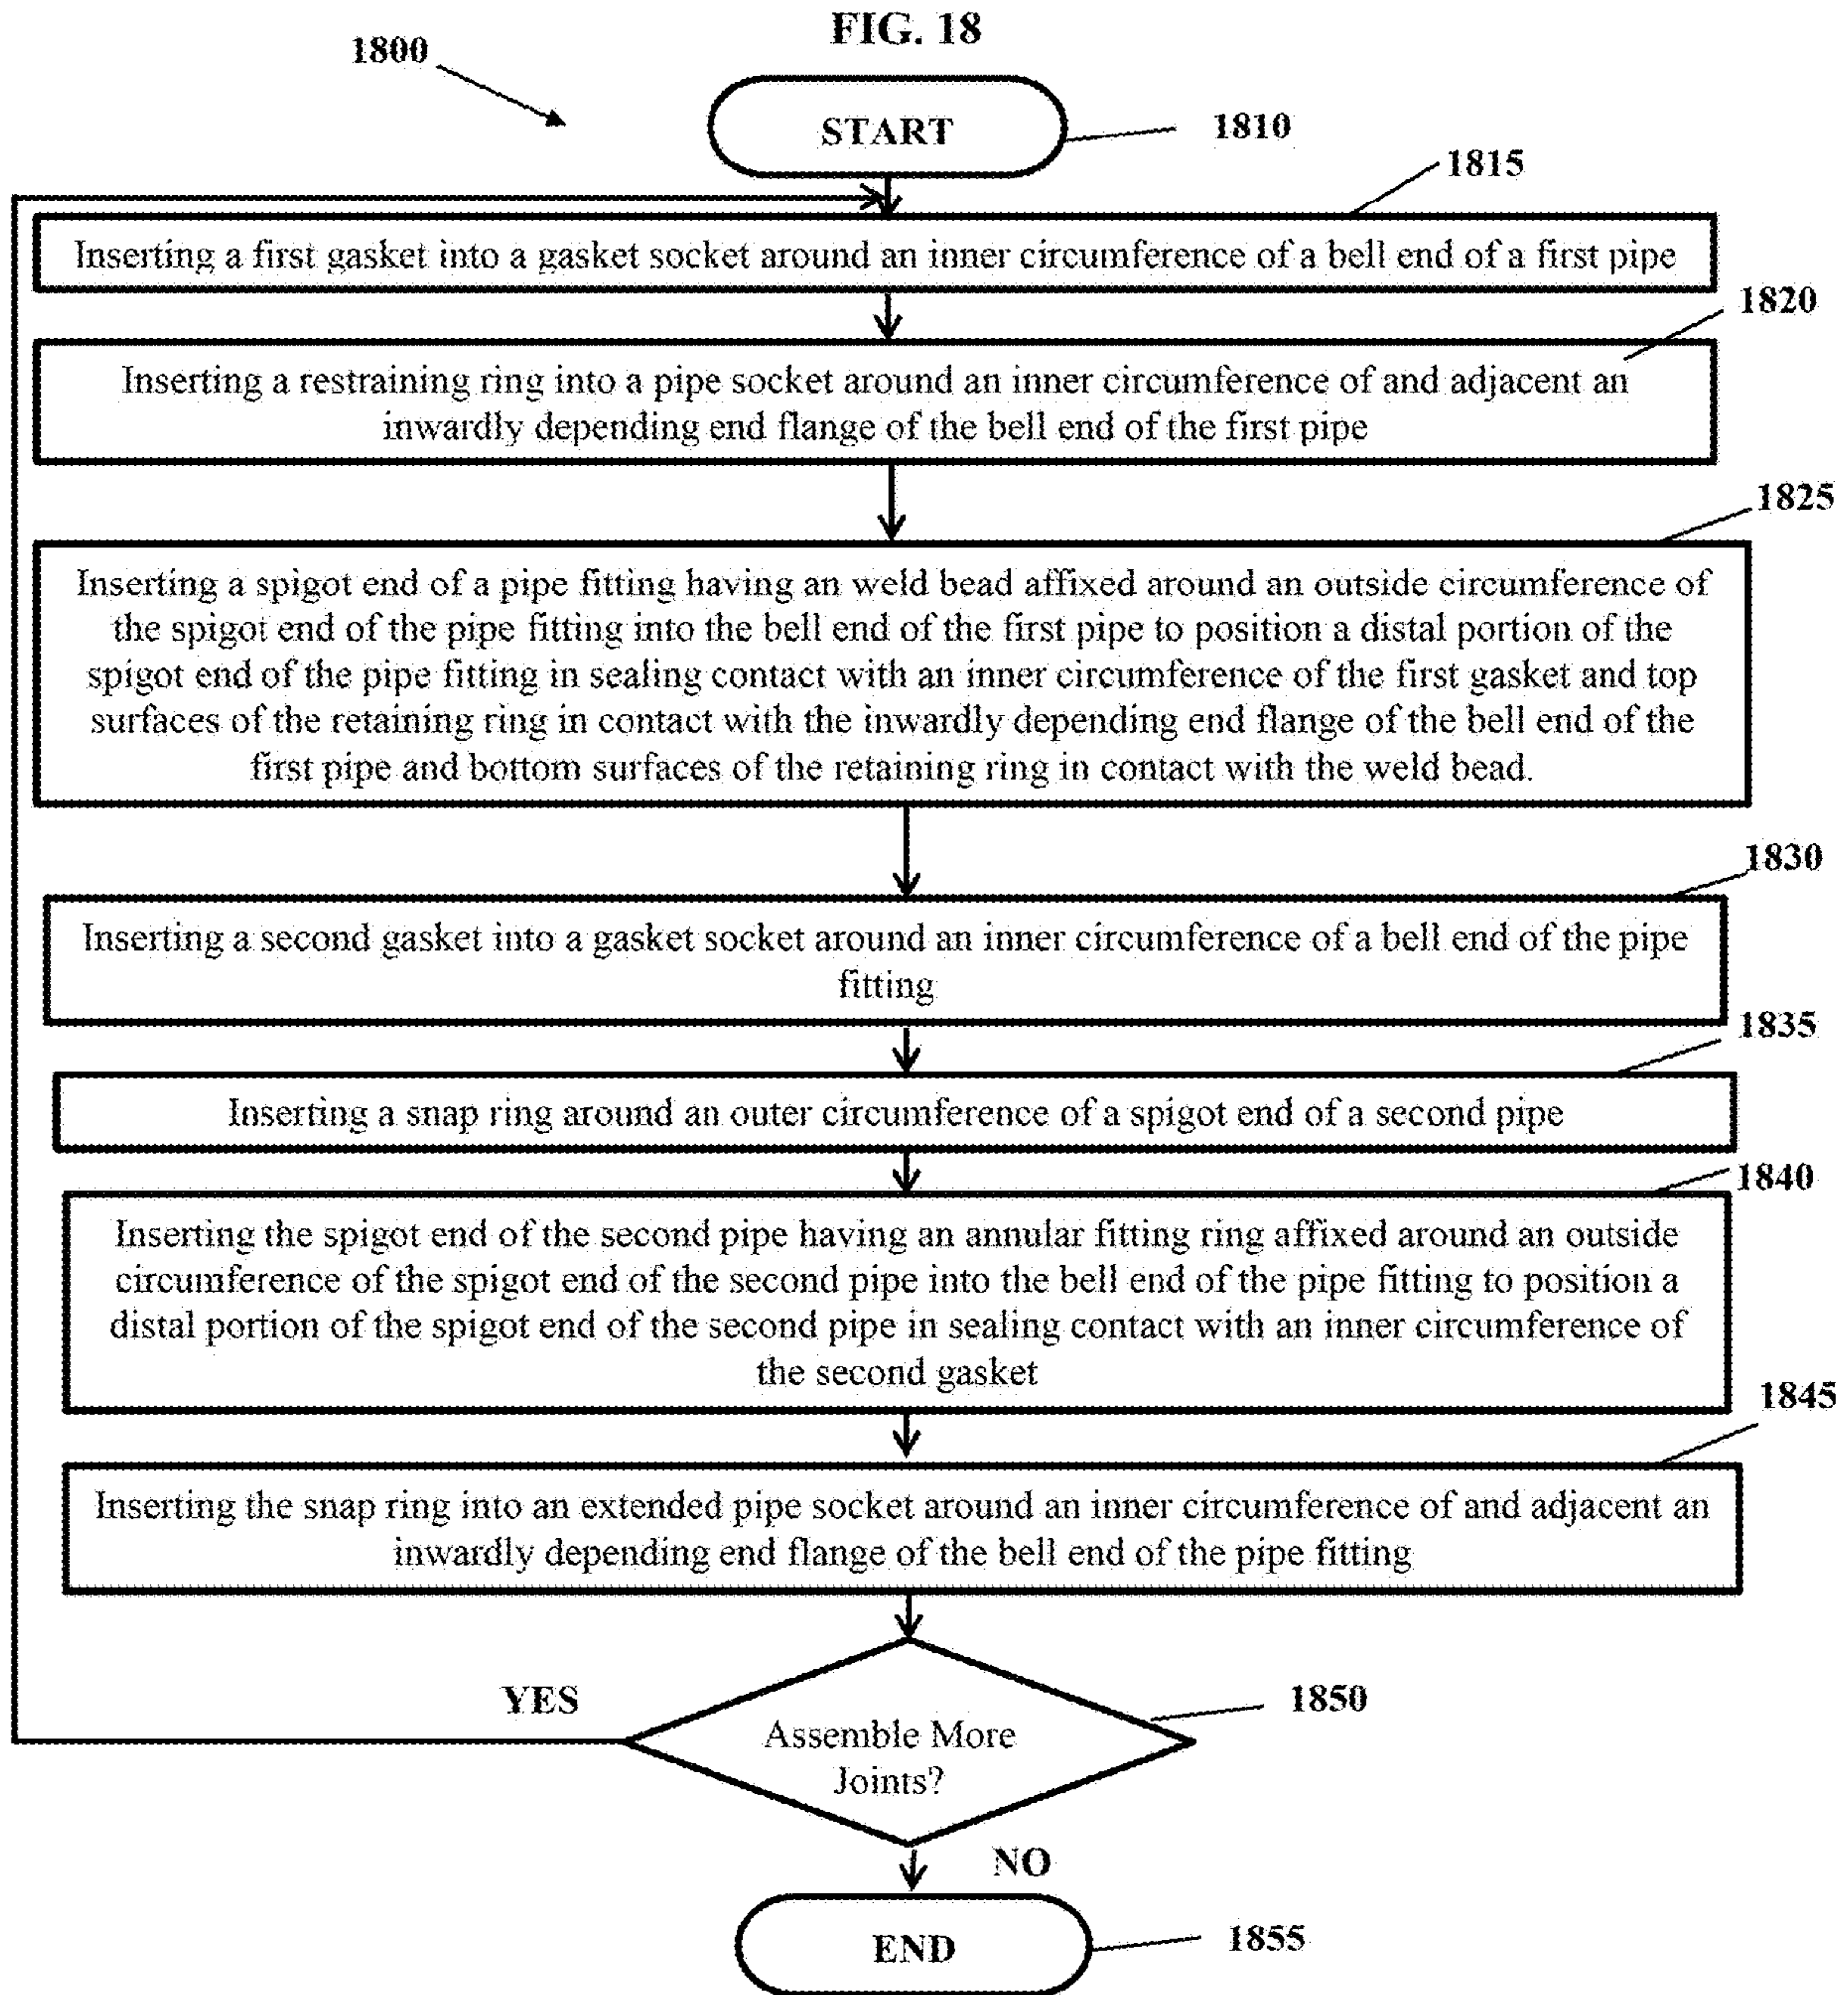 FIG. 18
1800
START
1810
1815
Inserting a first gasket into a gasket socket around an inner circumference of a bell end of a first pipe
1820
Inserting a restraining ring into a pipe socket around an inner circumference of and adjacent an
inwardly depending end flange of the bell end of the first pipe
1825
Inserting a spigot end of a pipe fitting having an weld bead affixed around an outside circumference of
the spigot end of the pipe fitting into the bell end of the first pipe to position a distal portion of the
spigot end of the pipe fitting in sealing contact with an inner circumference of the first gasket and top
surfaces of the retaining ring in contact with the inwardly depending end flange of the bell end of the
first pipe and bottom surfaces of the retaining ring in contact with the weld bead.
1830
Inserting a second gasket into a gasket socket around an inner circumference of a bell end of the pipe
fitting
1835
Inserting a snap ring around an outer circumference of a spigot end of a second pipe
1840
Inserting the spigot end of the second pipe having an annular fitting ring affixed around an outside
circumference of the spigot end of the second pipe into the bell end of the pipe fitting to position a
distal portion of the spigot end of the second pipe in sealing contact with an inner circumference of
the second gasket
1845
Inserting the snap ring into an extended pipe socket around an inner circumference of and adjacent an
inwardly depending end flange of the bell end of the pipe fitting
YES
1850
Assemble More
Joints?
NO
END
1855